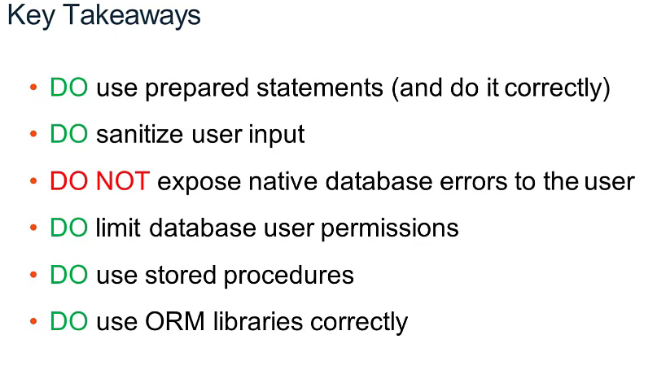 Key Takeaways
• DO use prepared statements (and do it correctly)
• DO sanitize user input
• DO NOT expose native database errors to the user
• DO limit database user permissions
• DO use stored procedures
• DO use ORM libraries correctly